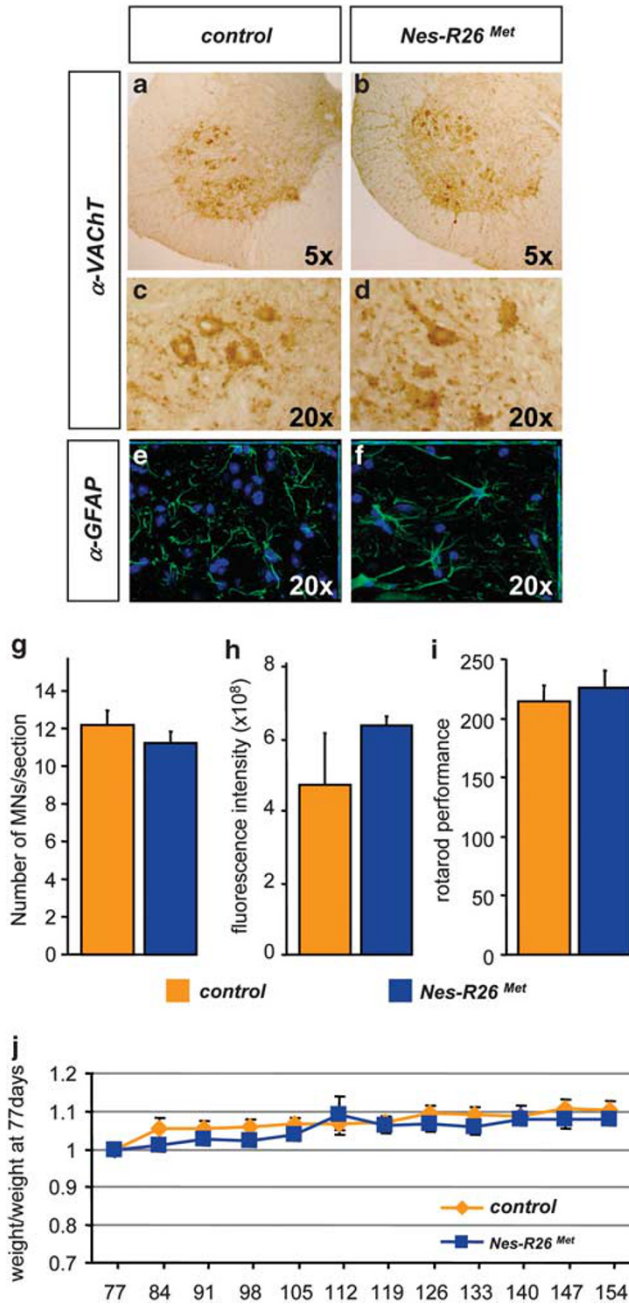 control
Nes-R26 Met
α-VAChT
a
5x
b
5x
c
20x
d
20x
α-GFAP
e
20x
f
20x
g
Number of MNs/section
14
12
10
8
6
4
2
0
h
fluorescence intensity (x10⁸)
8
6
4
2
0
i
rotarod performance
250
200
150
100
50
0
control
Nes-R26 Met
j
weight/weight at 77days
1.2
1.1
1
0.9
0.8
0.7
control
Nes-R26 Met
77 84 91 98 105 112 119 126 133 140 147 154